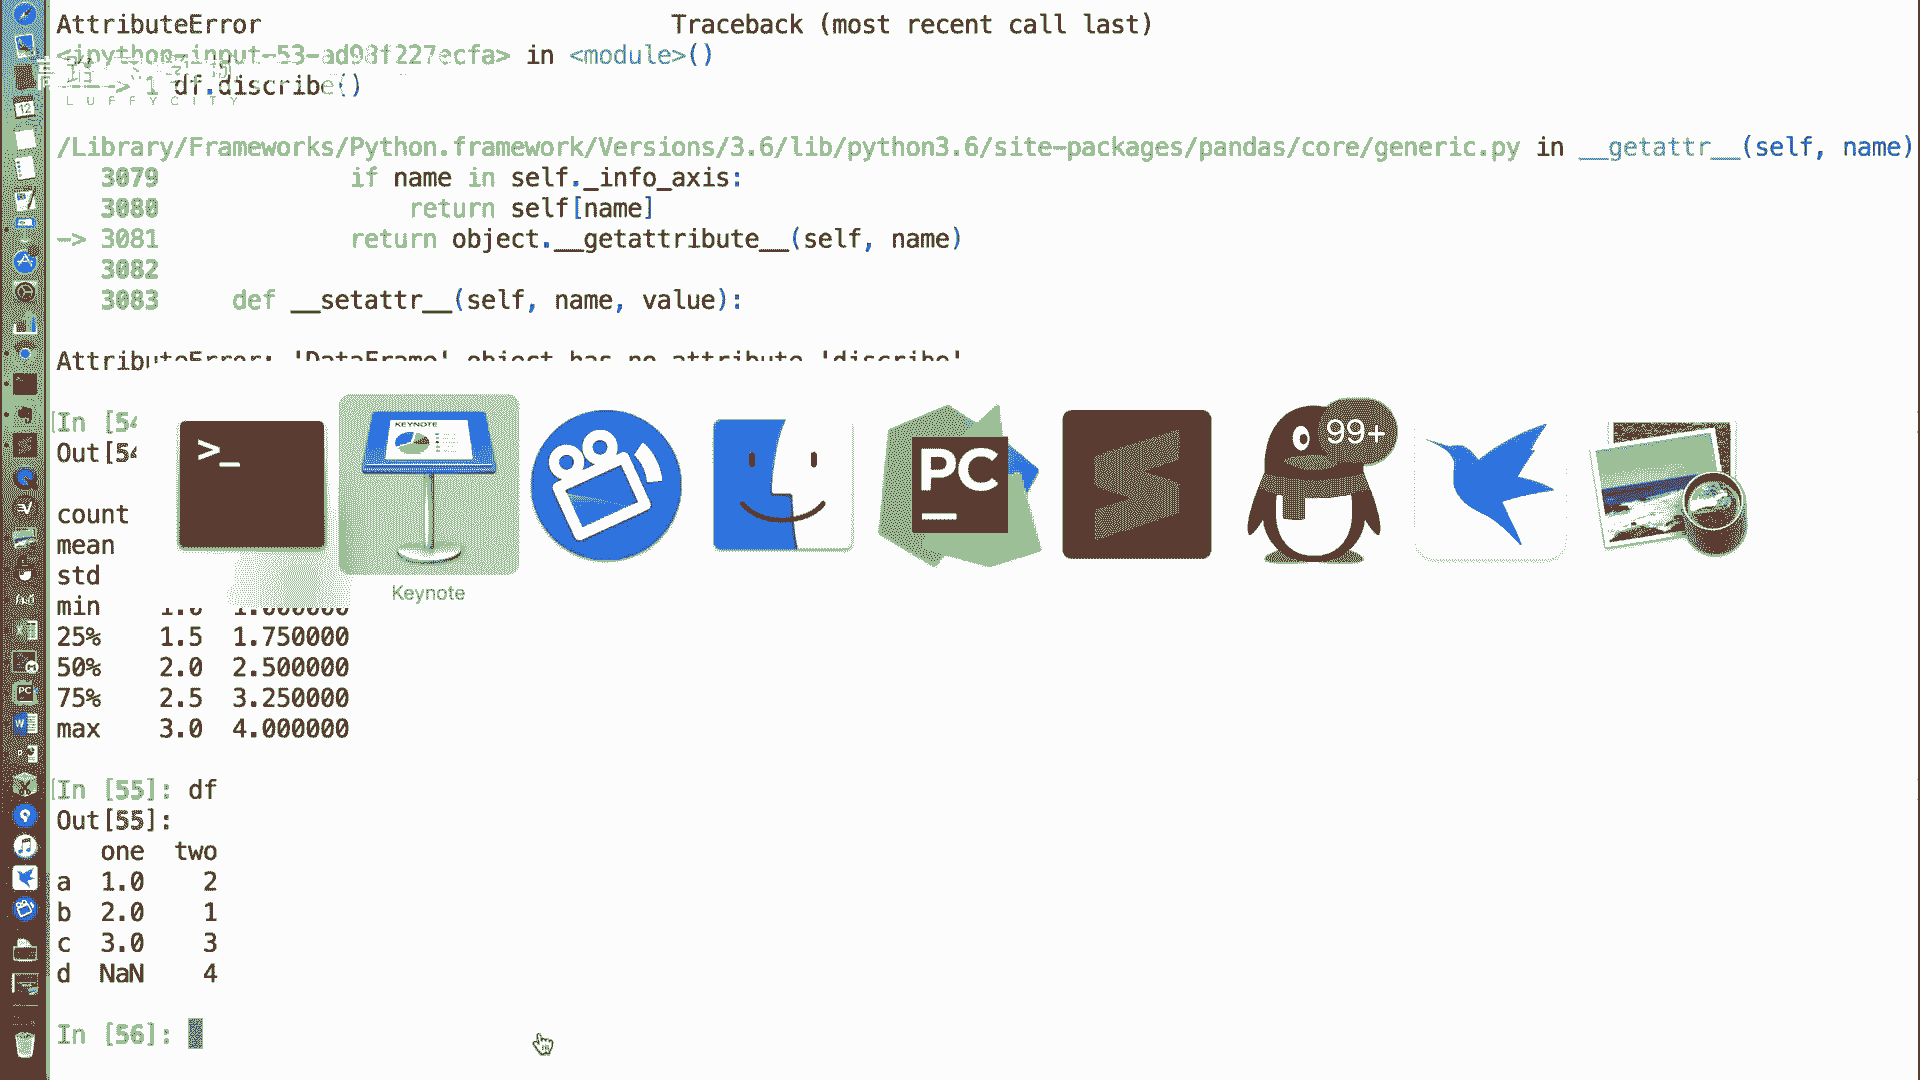 AttributeError                            Traceback (most recent call last)
<ipython-input-53-ad98f227ecfa> in <module>()
----> 1 df.discribe()
LUFFYCITY
/Library/Frameworks/Python.framework/Versions/3.6/lib/python3.6/site-packages/pandas/core/generic.py in __getattr__(self, name)
3079             if name in self._info_axis:
3080                 return self[name]
-> 3081             return object.__getattribute__(self, name)
3082
3083     def __setattr__(self, name, value):
AttributeError: 'DataFrame' object has no attribute 'discribe'
In [54
Out[54
KEYNOTE
PC
99+
count
mean
std
Keynote
min    1.0  1.000000
25%    1.5  1.750000
50%    2.0  2.500000
75%    2.5  3.250000
max    3.0  4.000000
In [55]: df
Out[55]:
   one  two
a  1.0    2
b  2.0    1
c  3.0    3
d  NaN    4
In [56]: